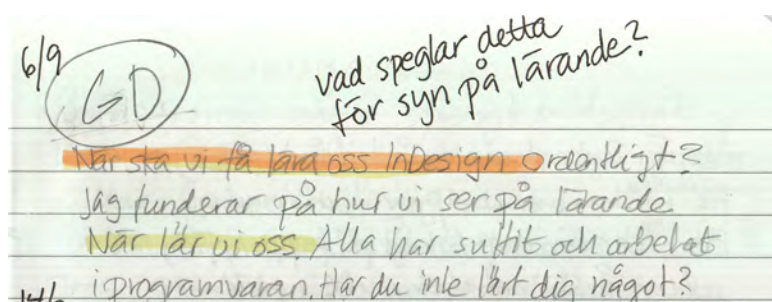 6/9
GD
vad speglar detta
för syn på lärande?
När ska vi få lära oss InDesign ordentligt?
Jag funderar på hur vi ser på lärande
När lär vi oss. Alla har suttit och arbetat
i programvaran. Har du inte lärt dig något?